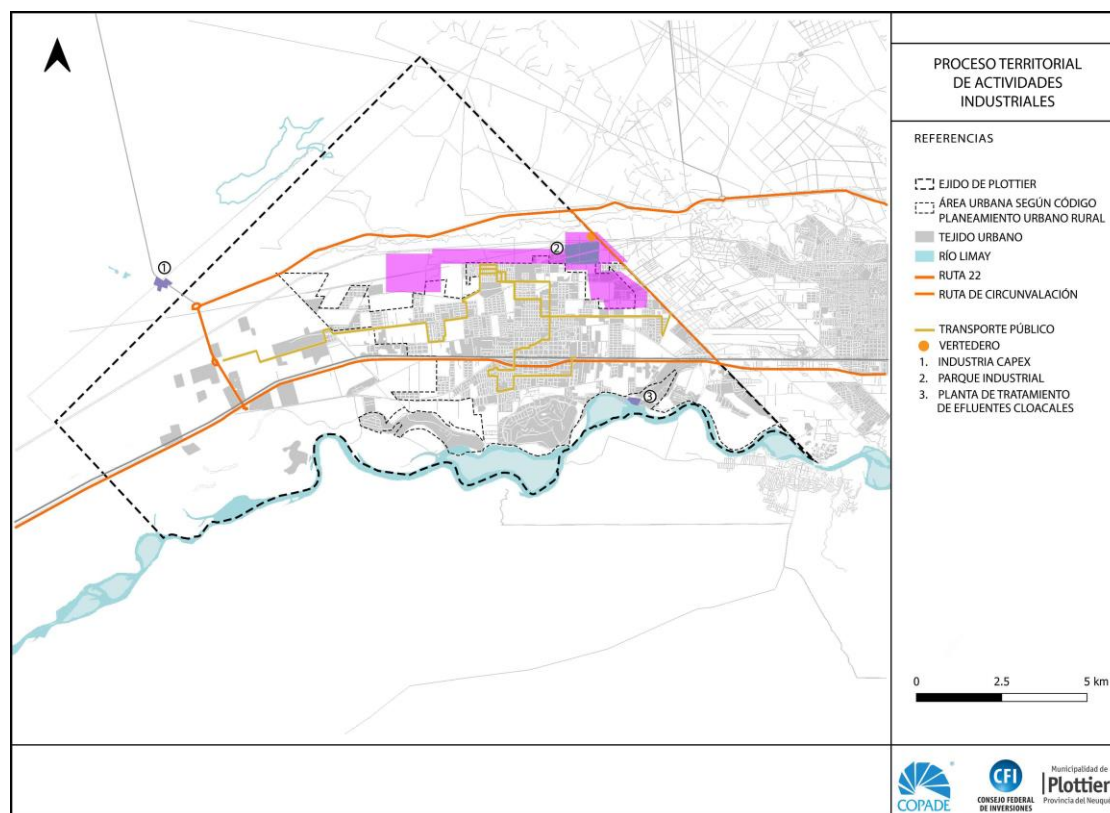 PROCESO TERRITORIAL
DE ACTIVIDADES
INDUSTRIALES
REFERENCIAS
EJIDO DE PLOTTIER
ÁREA URBANA SEGÚN CÓDIGO
PLANEAMIENTO URBANO RURAL
TEJIDO URBANO
RÍO LIMAY
RUTA 22
RUTA DE CIRCUNVALACIÓN
TRANSPORTE PÚBLICO
VERTEDERO
1. INDUSTRIA CAPEX
2. PARQUE INDUSTRIAL
3. PLANTA DE TRATAMIENTO
DE EFLUENTES CLOACALES
1
2
3
0 2.5 5 km
COPADE
CFI
CONSEJO FEDERAL
DE INVERSIONES
Municipalidad de
Plottier
Provincia del Neuqué